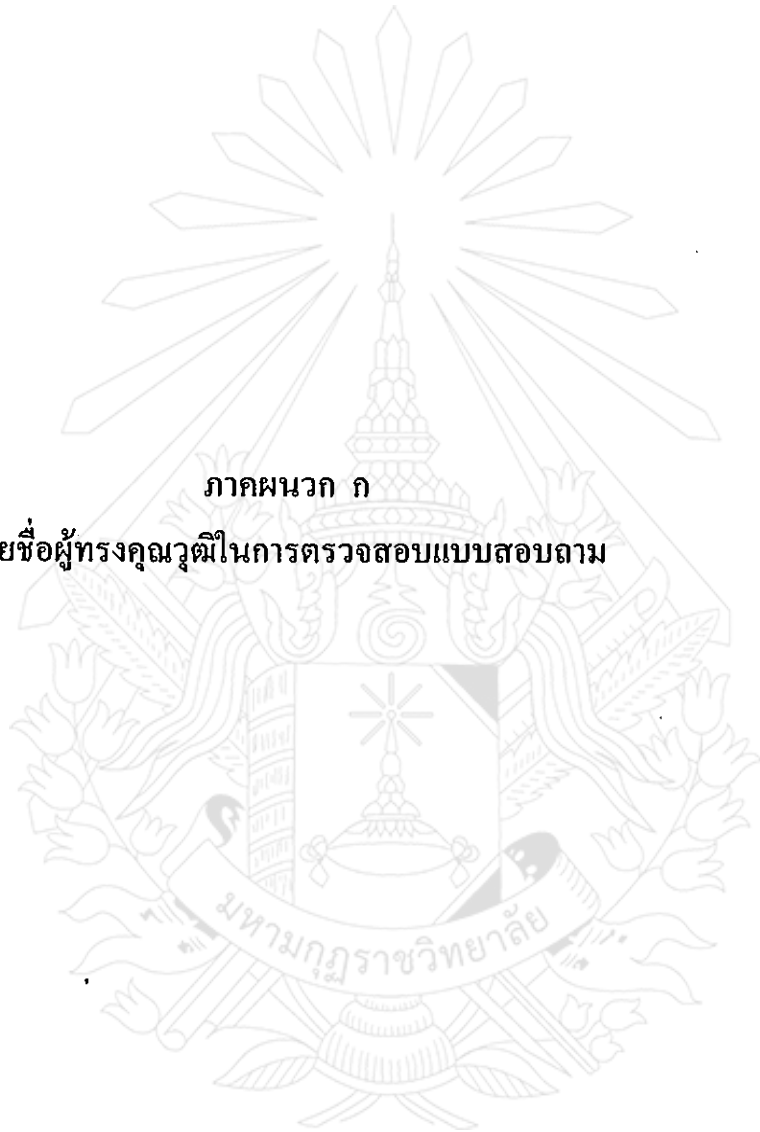 ภาคผนวก ก
ยชื่อผู้ทรงคุณวุฒิในการตรวจสอบแบบสอบถาม
มหามกุฏราชวิทยาลัย